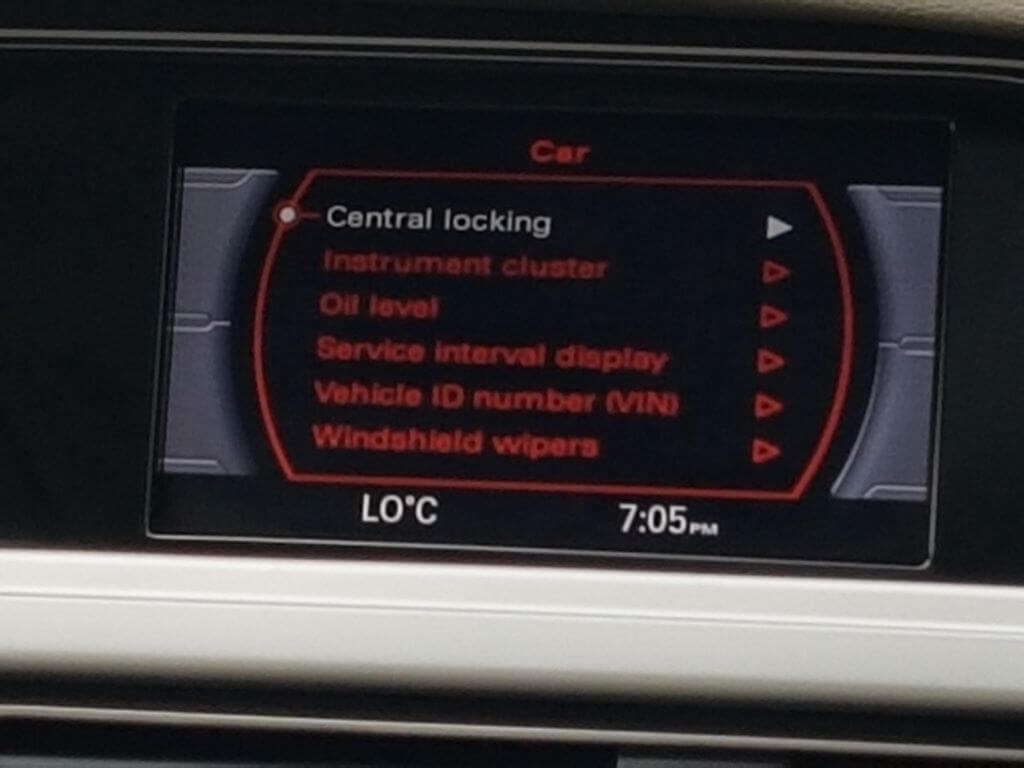 Car
Central locking
Instrument cluster
Oil level
Service interval display
Vehicle ID number (VIN)
Windshield wipers
LO°C 7:05PM